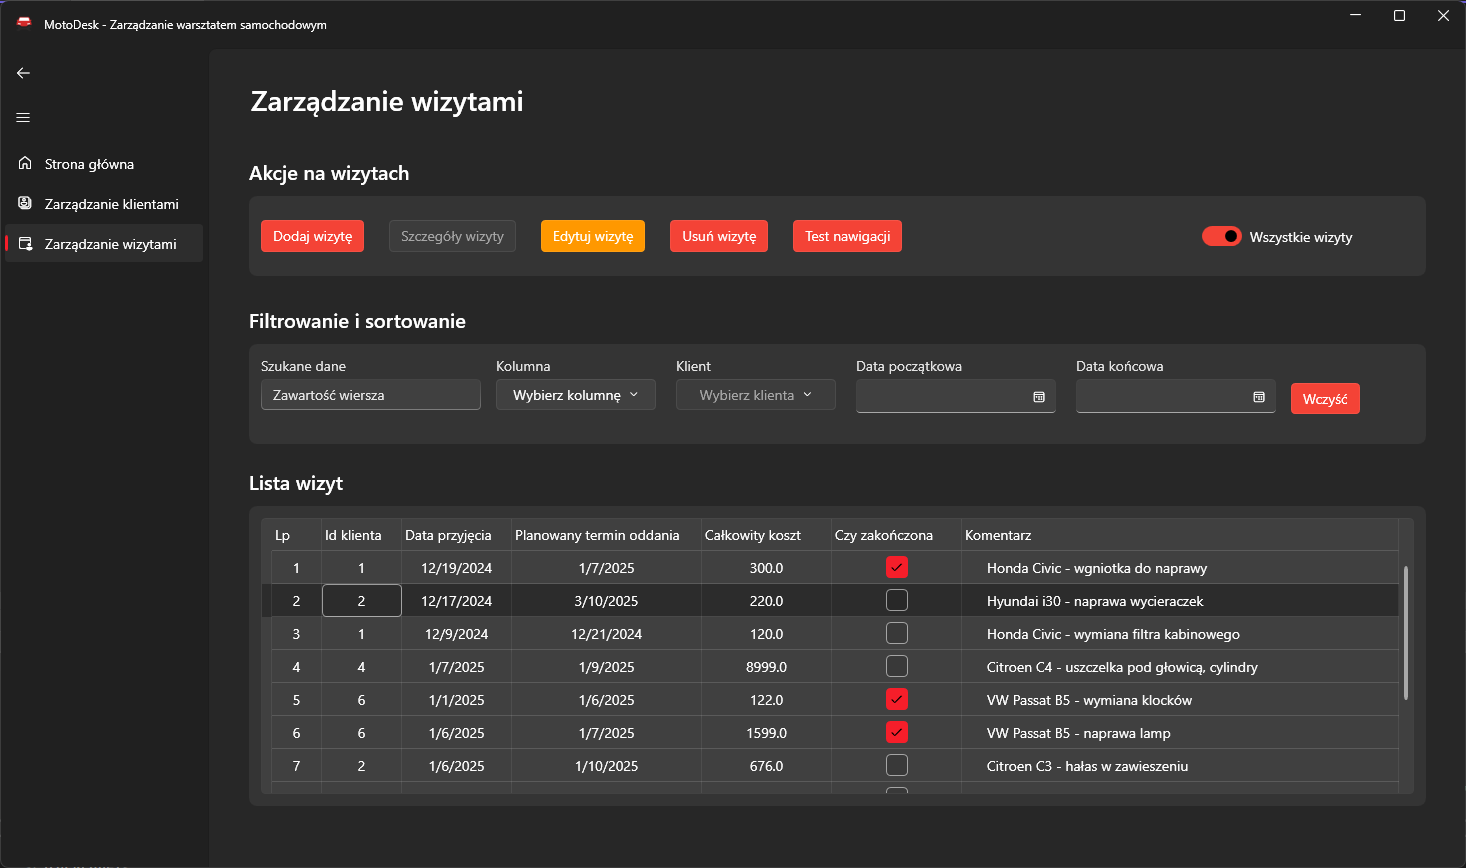 MotoDesk - Zarządzanie warsztatem samochodowym
Strona główna
Zarządzanie klientami
Zarządzanie wizytami
Zarządzanie wizytami
Akcje na wizytach
Dodaj wizytę Szczegóły wizyty Edytuj wizytę Usuń wizytę Test nawigacji Wszystkie wizyty
Filtrowanie i sortowanie
Szukane dane Kolumna Klient Data początkowa Data końcowa
Zawartość wiersza Wybierz kolumnę Wybierz klienta Wczyść
Lista wizyt
Lp Id klienta Data przyjęcia Planowany termin oddania Całkowity koszt Czy zakończona Komentarz
1 1 12/19/2024 1/7/2025 300.0 Honda Civic - wgniotka do naprawy
2 2 12/17/2024 3/10/2025 220.0 Hyundai i30 - naprawa wycieraczek
3 1 12/9/2024 12/21/2024 120.0 Honda Civic - wymiana filtra kabinowego
4 4 1/7/2025 1/9/2025 8999.0 Citroen C4 - uszczelka pod głowicą, cylindry
5 6 1/1/2025 1/6/2025 122.0 VW Passat B5 - wymiana klocków
6 6 1/6/2025 1/7/2025 1599.0 VW Passat B5 - naprawa lamp
7 2 1/6/2025 1/10/2025 676.0 Citroen C3 - hałas w zawieszeniu